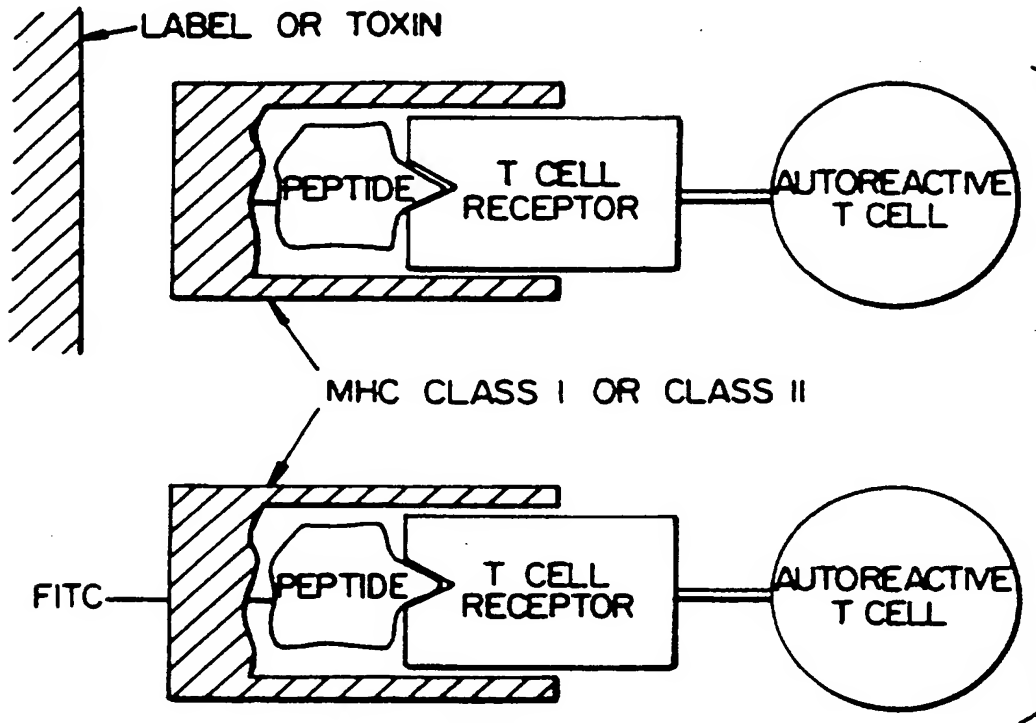 LABEL OR TOXIN
PEPTIDE
T CELL
RECEPTOR
AUTOREACTIVE
T CELL
MHC CLASS I OR CLASS II
FITC
PEPTIDE
T CELL
RECEPTOR
AUTOREACTIVE
T CELL